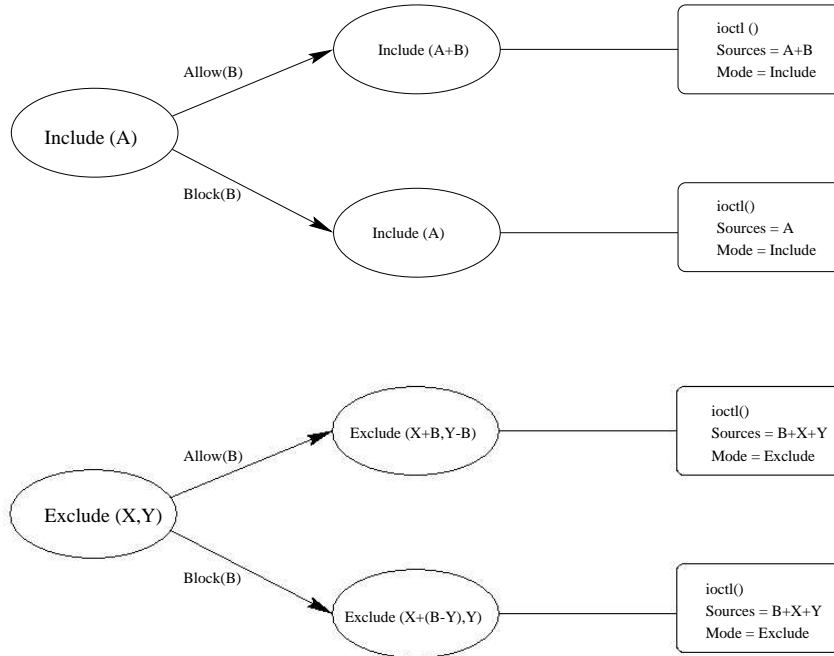 Include (A)
Allow(B)
Block(B)
Include (A+B)
ioctl ()
Sources = A+B
Mode = Include
Include (A)
ioctl()
Sources = A
Mode = Include
Exclude (X,Y)
Allow(B)
Block(B)
Exclude (X+B,Y-B)
ioctl()
Sources = B+X+Y
Mode = Exclude
Exclude (X+(B-Y),Y)
ioctl()
Sources = B+X+Y
Mode = Exclude